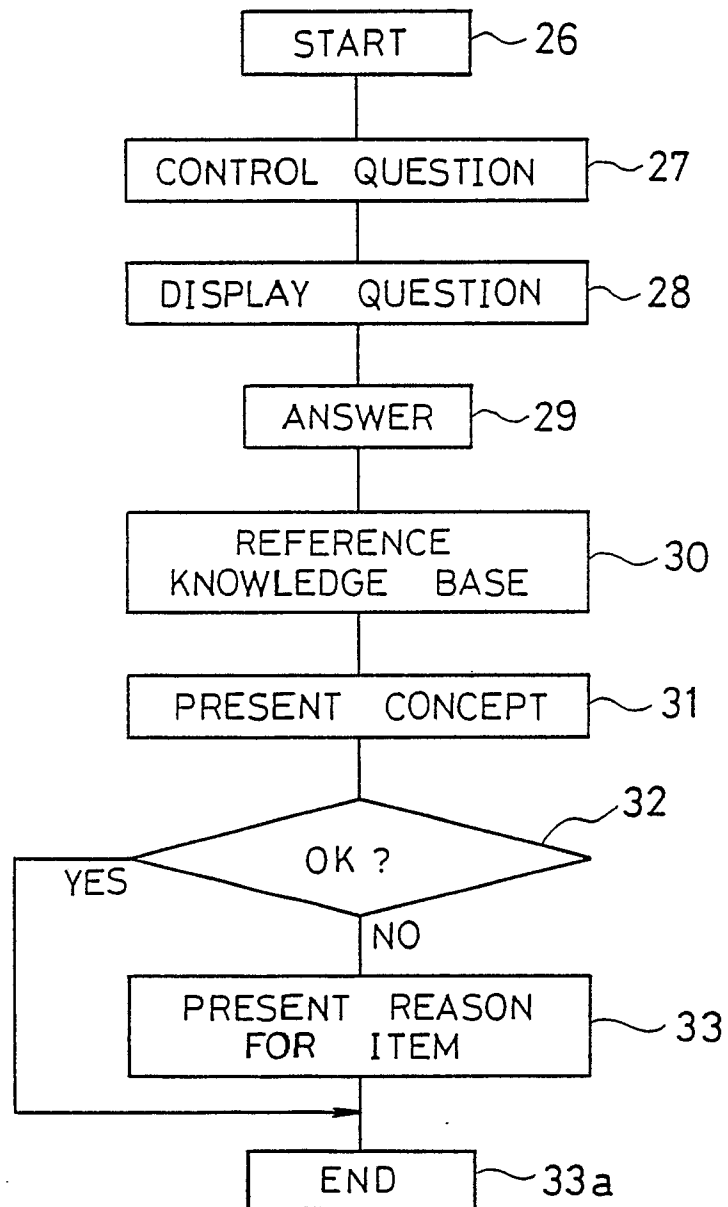 START 26
CONTROL QUESTION 27
DISPLAY QUESTION 28
ANSWER 29
REFERENCE
KNOWLEDGE BASE 30
PRESENT CONCEPT 31
32
OK ?
YES
NO
PRESENT REASON
FOR ITEM 33
END 33a